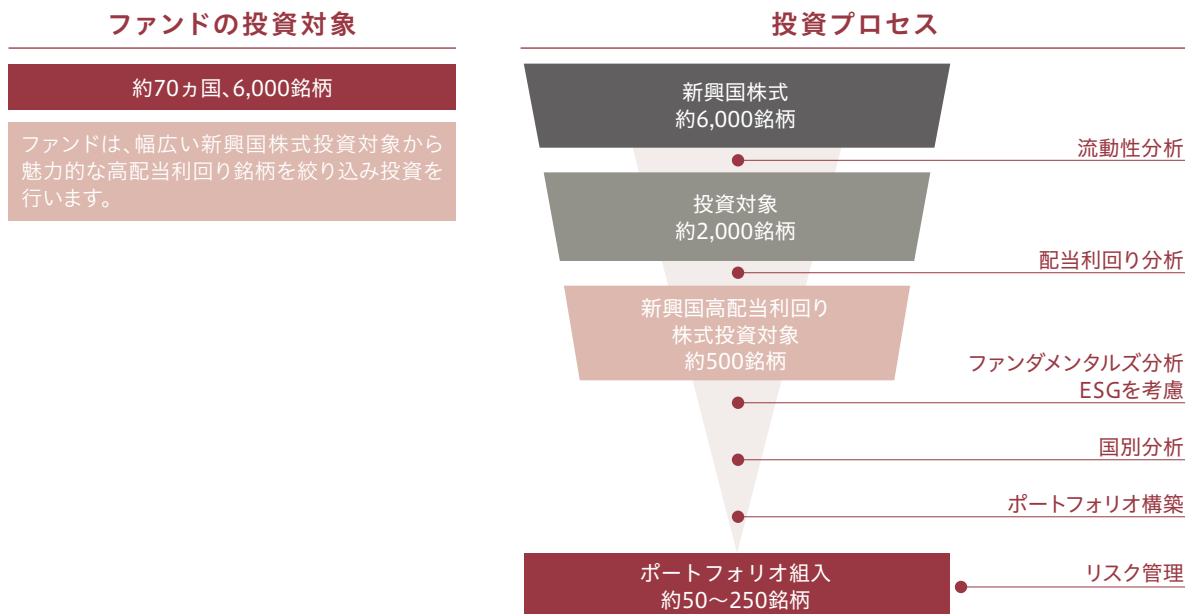 ファンドの投資対象
約70ヵ国、6,000銘柄
ファンドは、幅広い新興国株式投資対象から
魅力的な高配当利回り銘柄を絞り込み投資を
行います。
投資プロセス
新興国株式
約6,000銘柄
流動性分析
投資対象
約2,000銘柄
配当利回り分析
新興国高配当利回り
株式投資対象
約500銘柄
ファンダメンタルズ分析
ESGを考慮
国別分析
ポートフォリオ構築
ポートフォリオ組入
約50～250銘柄
リスク管理